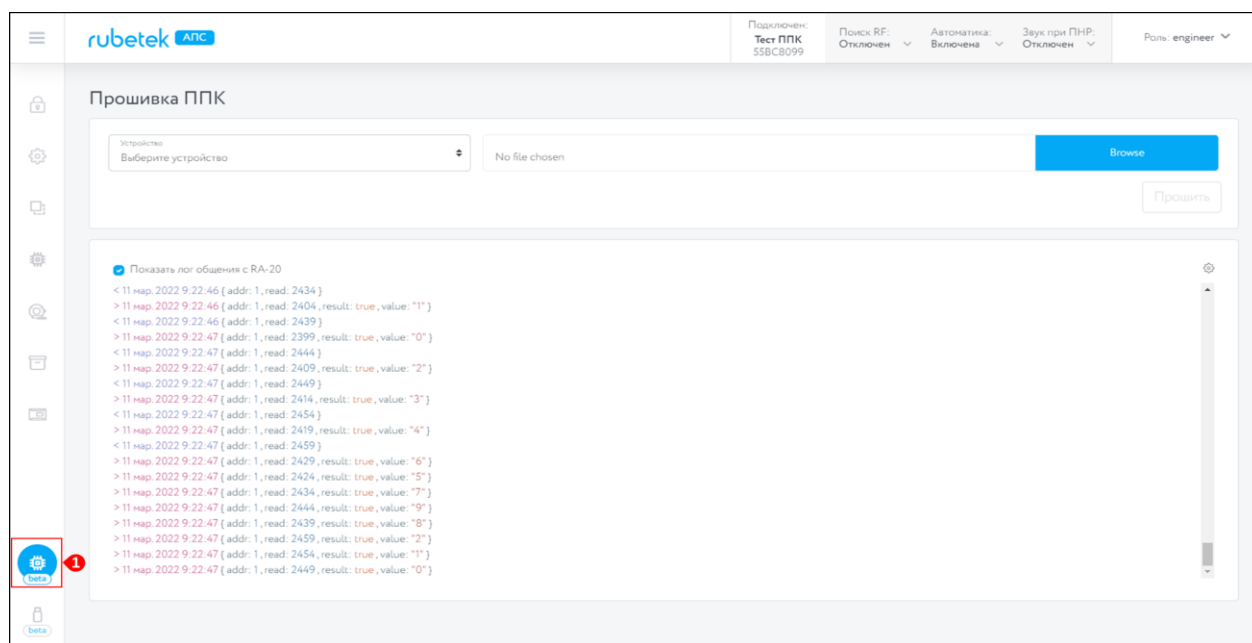 rubetek АПС
Подключен:
Тест ППК
55BC8099
Поиск RF:
Отключен
Автоматика:
Включена
Звук при ПНР:
Отключен
Роль: engineer
Прошивка ППК
Устройство
Выберите устройство
No file chosen
Browse
Прошить
Показать лог общения с RA-20
< 11 мар. 2022 9:22:46 { addr: 1, read: 2434 }
> 11 мар. 2022 9:22:46 { addr: 1, read: 2404 , result: true , value: "1" }
< 11 мар. 2022 9:22:46 { addr: 1, read: 2439 }
> 11 мар. 2022 9:22:47 { addr: 1, read: 2399 , result: true , value: "0" }
< 11 мар. 2022 9:22:47 { addr: 1, read: 2444 }
> 11 мар. 2022 9:22:47 { addr: 1, read: 2409 , result: true , value: "2" }
< 11 мар. 2022 9:22:47 { addr: 1, read: 2449 }
> 11 мар. 2022 9:22:47 { addr: 1, read: 2414 , result: true , value: "3" }
< 11 мар. 2022 9:22:47 { addr: 1, read: 2454 }
> 11 мар. 2022 9:22:47 { addr: 1, read: 2419 , result: true , value: "4" }
< 11 мар. 2022 9:22:47 { addr: 1, read: 2459 }
> 11 мар. 2022 9:22:47 { addr: 1, read: 2429 , result: true , value: "6" }
> 11 мар. 2022 9:22:47 { addr: 1, read: 2424 , result: true , value: "5" }
> 11 мар. 2022 9:22:47 { addr: 1, read: 2434 , result: true , value: "7" }
> 11 мар. 2022 9:22:47 { addr: 1, read: 2444 , result: true , value: "9" }
> 11 мар. 2022 9:22:47 { addr: 1, read: 2439 , result: true , value: "8" }
> 11 мар. 2022 9:22:47 { addr: 1, read: 2459 , result: true , value: "2" }
> 11 мар. 2022 9:22:47 { addr: 1, read: 2454 , result: true , value: "1" }
> 11 мар. 2022 9:22:47 { addr: 1, read: 2449 , result: true , value: "0" }
1
beta
beta